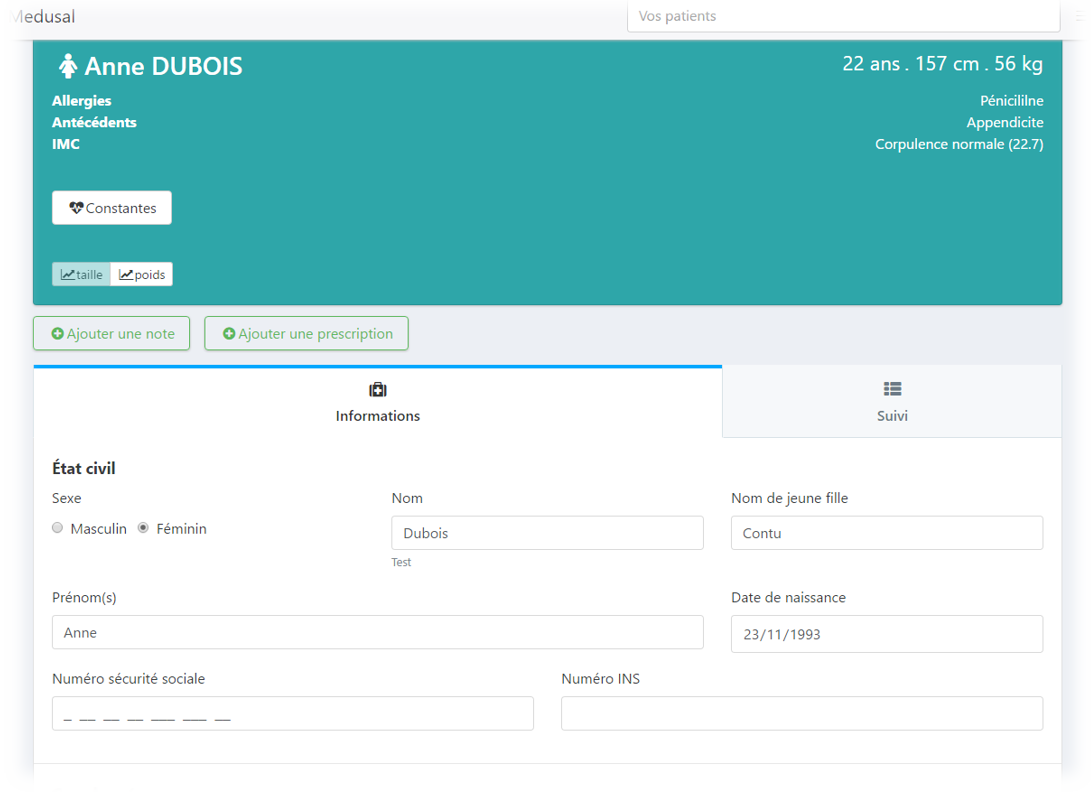 Medusal
Vos patients
Anne DUBOIS
22 ans . 157 cm . 56 kg
Allergies
Pénicililne
Antécédents
Appendicite
IMC
Corpulence normale (22.7)
Constantes
taille
poids
Ajouter une note
Ajouter une prescription
Informations
Suivi
État civil
Sexe
Nom
Nom de jeune fille
Masculin
Féminin
Dubois
Contu
Test
Prénom(s)
Date de naissance
Anne
23/11/1993
Numéro sécurité sociale
Numéro INS
_ __ __ __ ___ ___ __